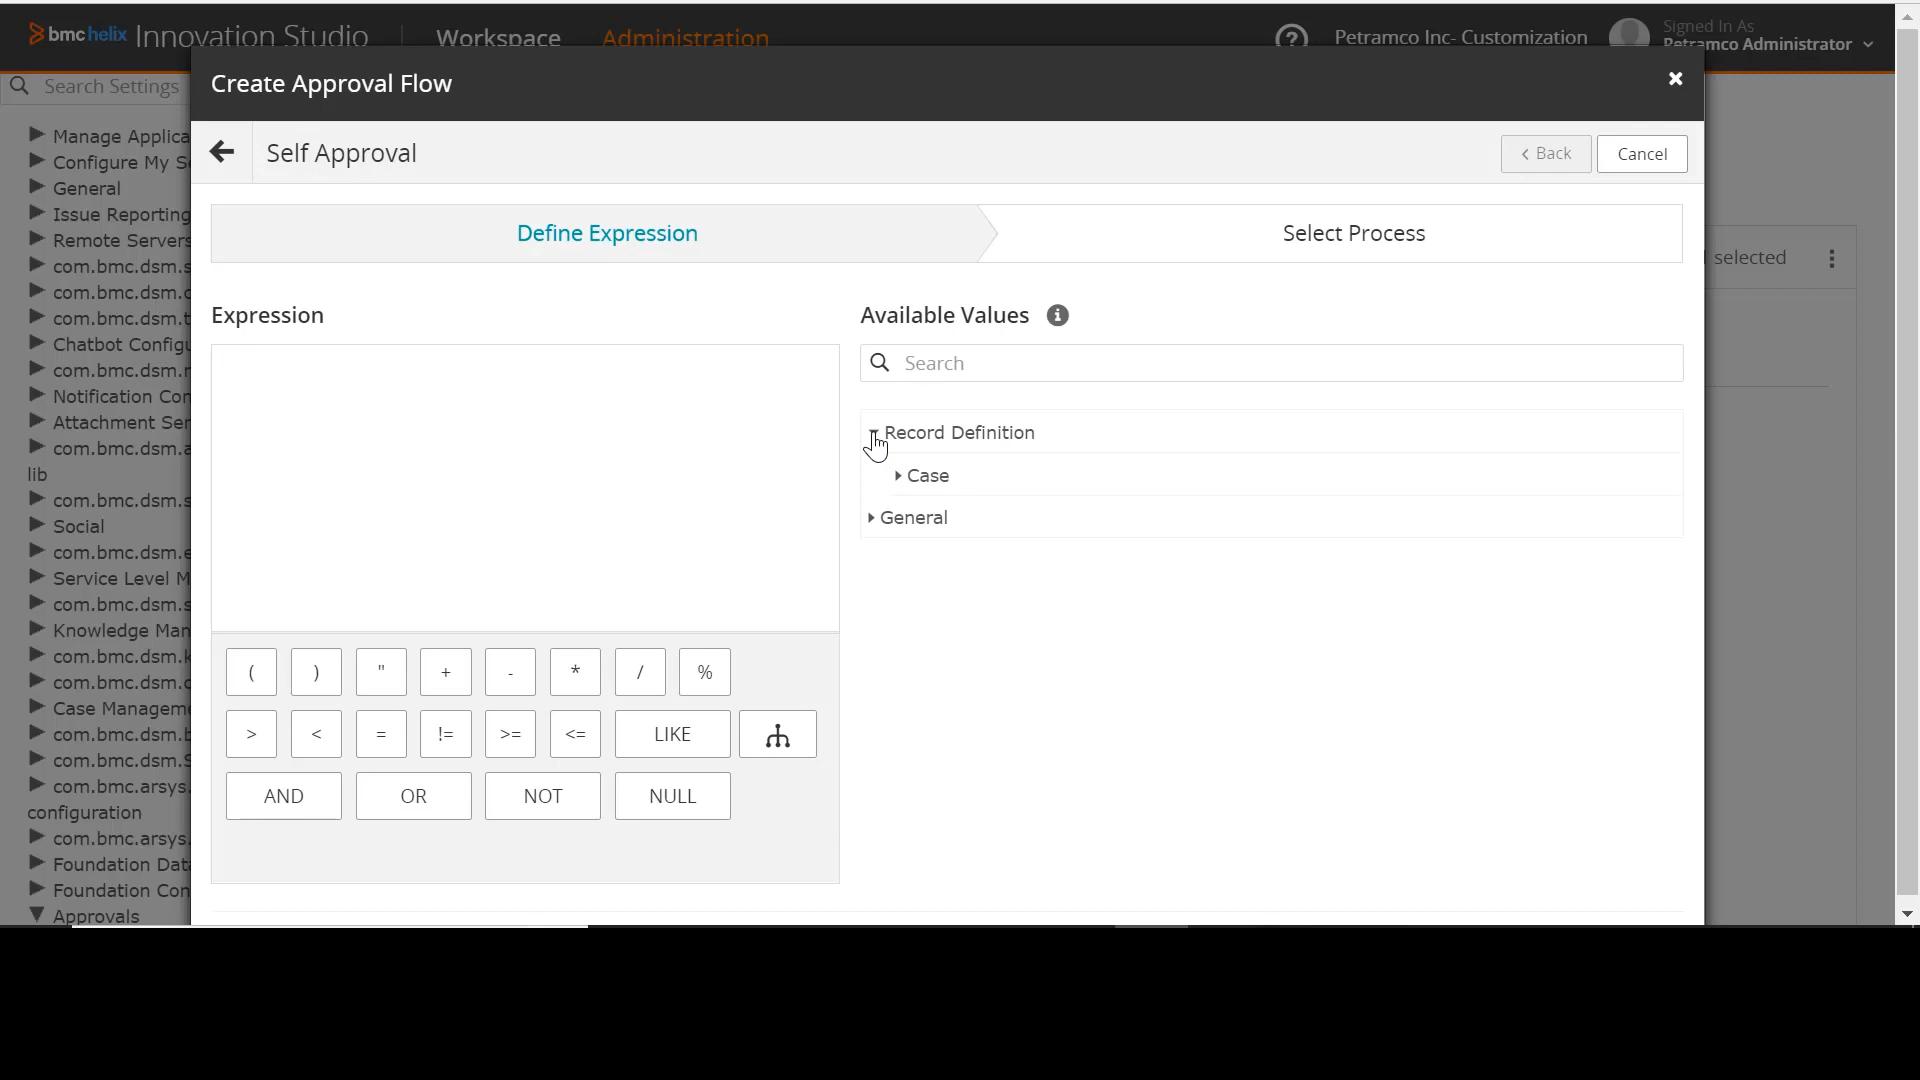 bmc helix Innovation Studio Workspace Administration Petramco Inc- Customization Signed In As
Petramco Administrator
Search Settings
Create Approval Flow
Self Approval
Back
Cancel
Define Expression
Select Process
selected
Expression
Available Values
Search
Record Definition
Case
General
( ) " + - * / %
> < = != >= <= LIKE
AND OR NOT NULL
Manage Applica
Configure My Se
General
Issue Reporting
Remote Servers
com.bmc.dsm.s
com.bmc.dsm.c
com.bmc.dsm.t
Chatbot Configu
com.bmc.dsm.r
Notification Con
Attachment Ser
com.bmc.dsm.a
lib
com.bmc.dsm.s
Social
com.bmc.dsm.e
Service Level M
com.bmc.dsm.s
Knowledge Man
com.bmc.dsm.k
com.bmc.dsm.c
Case Manageme
com.bmc.dsm.b
com.bmc.dsm.S
com.bmc.arsys.
configuration
com.bmc.arsys.
Foundation Data
Foundation Con
Approvals